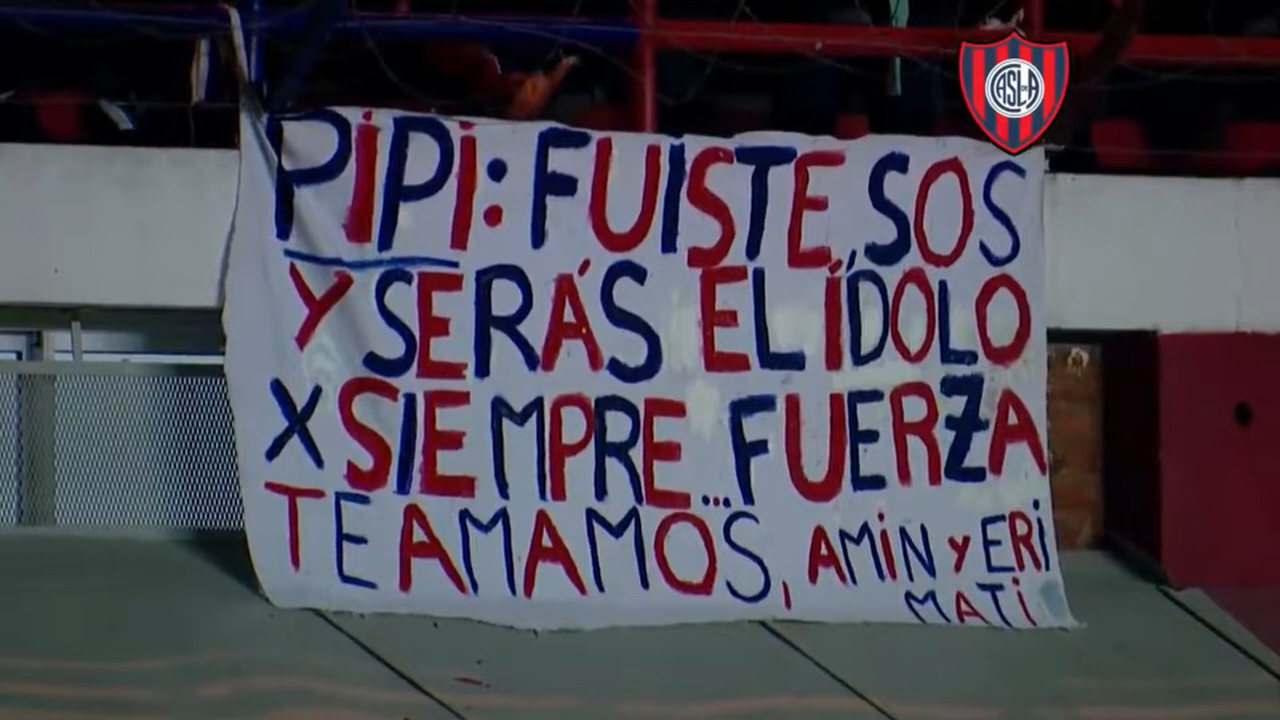 PiPi: FUISTE, SOS
Y SERÁS EL ÍDOLO
X SIEMPRE... FUERZA
TE AMAMOS, AMiN y ERi
MATi
CASLA